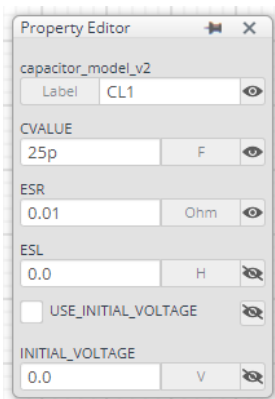 Property Editor
capacitor_model_v2
Label CL1
CVALUE
25p F
ESR
0.01 Ohm
ESL
0.0 H
USE_INITIAL_VOLTAGE
INITIAL_VOLTAGE
0.0 V